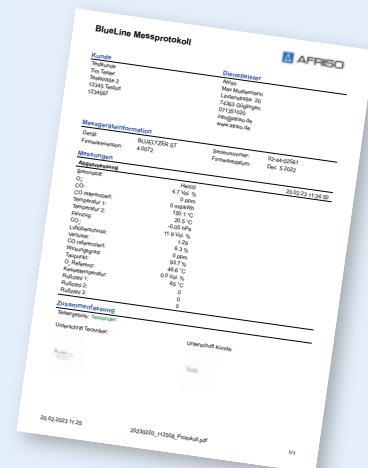 BlueLine Messprotokoll
AFRISO
Kunde
Testkunde
Tim Tester
Teststraße 2
12345 Testort
1234567
Dienstleister
Afriso
Max Mustermann
Lindenstraße 20
74363 Güglingen
071351020
info@afriso.de
www.afriso.de
Messgeräteinformation
Gerät: BLUELYZER ST Seriennummer: 02-44-02561
Firmwareversion: 4.0072 Firmwaredatum: Dec 5 2022
Messungen
Abgasmessung 20.02.23 11:24:50
Brennstoff: Heizöl
O₂: 4.7 Vol. %
CO: 0 ppm
CO referenziert: 0 mg/kWh
Temperatur 1: 150.1 °C
Temperatur 2: 20.5 °C
Feinzug: -0.05 hPa
CO₂: 11.9 Vol. %
Luftüberschuss: 1.29
Verluste: 6.3 %
CO referenziert: 0 ppm
Wirkungsgrad: 93.7 %
Taupunkt: 46.6 °C
O₂ Referenz: 0.0 Vol. %
Kesseltemperatur: 65 °C
Rußzahl 1: 0
Rußzahl 2: 0
Rußzahl 3: 0
Zusammenfassung
Testergebnis: Bestanden
Unterschrift Techniker: Unterschrift Kunde:
20.02.2023 11:25 20230220_112508_Protokoll.pdf 1/1